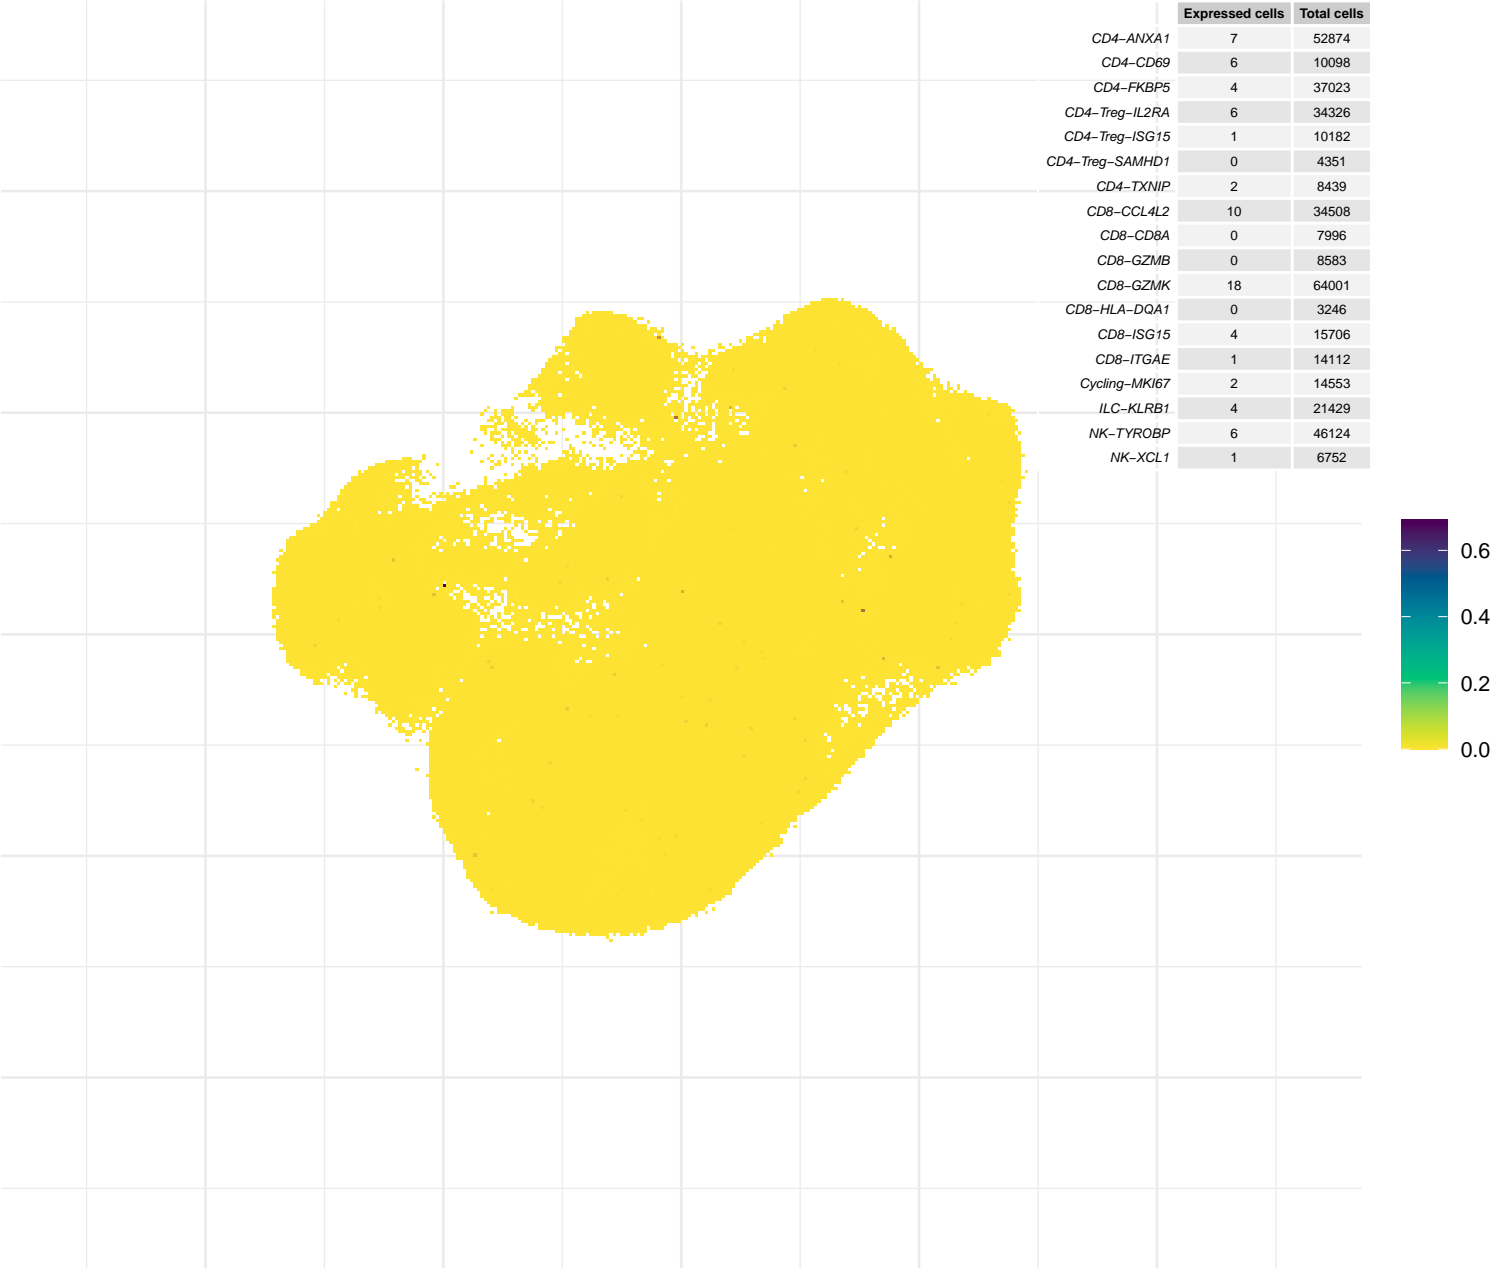 Expressed cells Total cells
CD4−ANXA1 7 52874
CD4−CD69 6 10098
CD4−FKBP5 4 37023
CD4−Treg−IL2RA 6 34326
CD4−Treg−ISG15 1 10182
CD4−Treg−SAMHD1 0 4351
CD4−TXNIP 2 8439
CD8−CCL4L2 10 34508
CD8−CD8A 0 7996
CD8−GZMB 0 8583
CD8−GZMK 18 64001
CD8−HLA−DQA1 0 3246
CD8−ISG15 4 15706
CD8−ITGAE 1 14112
Cycling−MKI67 2 14553
ILC−KLRB1 4 21429
NK−TYROBP 6 46124
NK−XCL1 1 6752
0.6
0.4
0.2
0.0